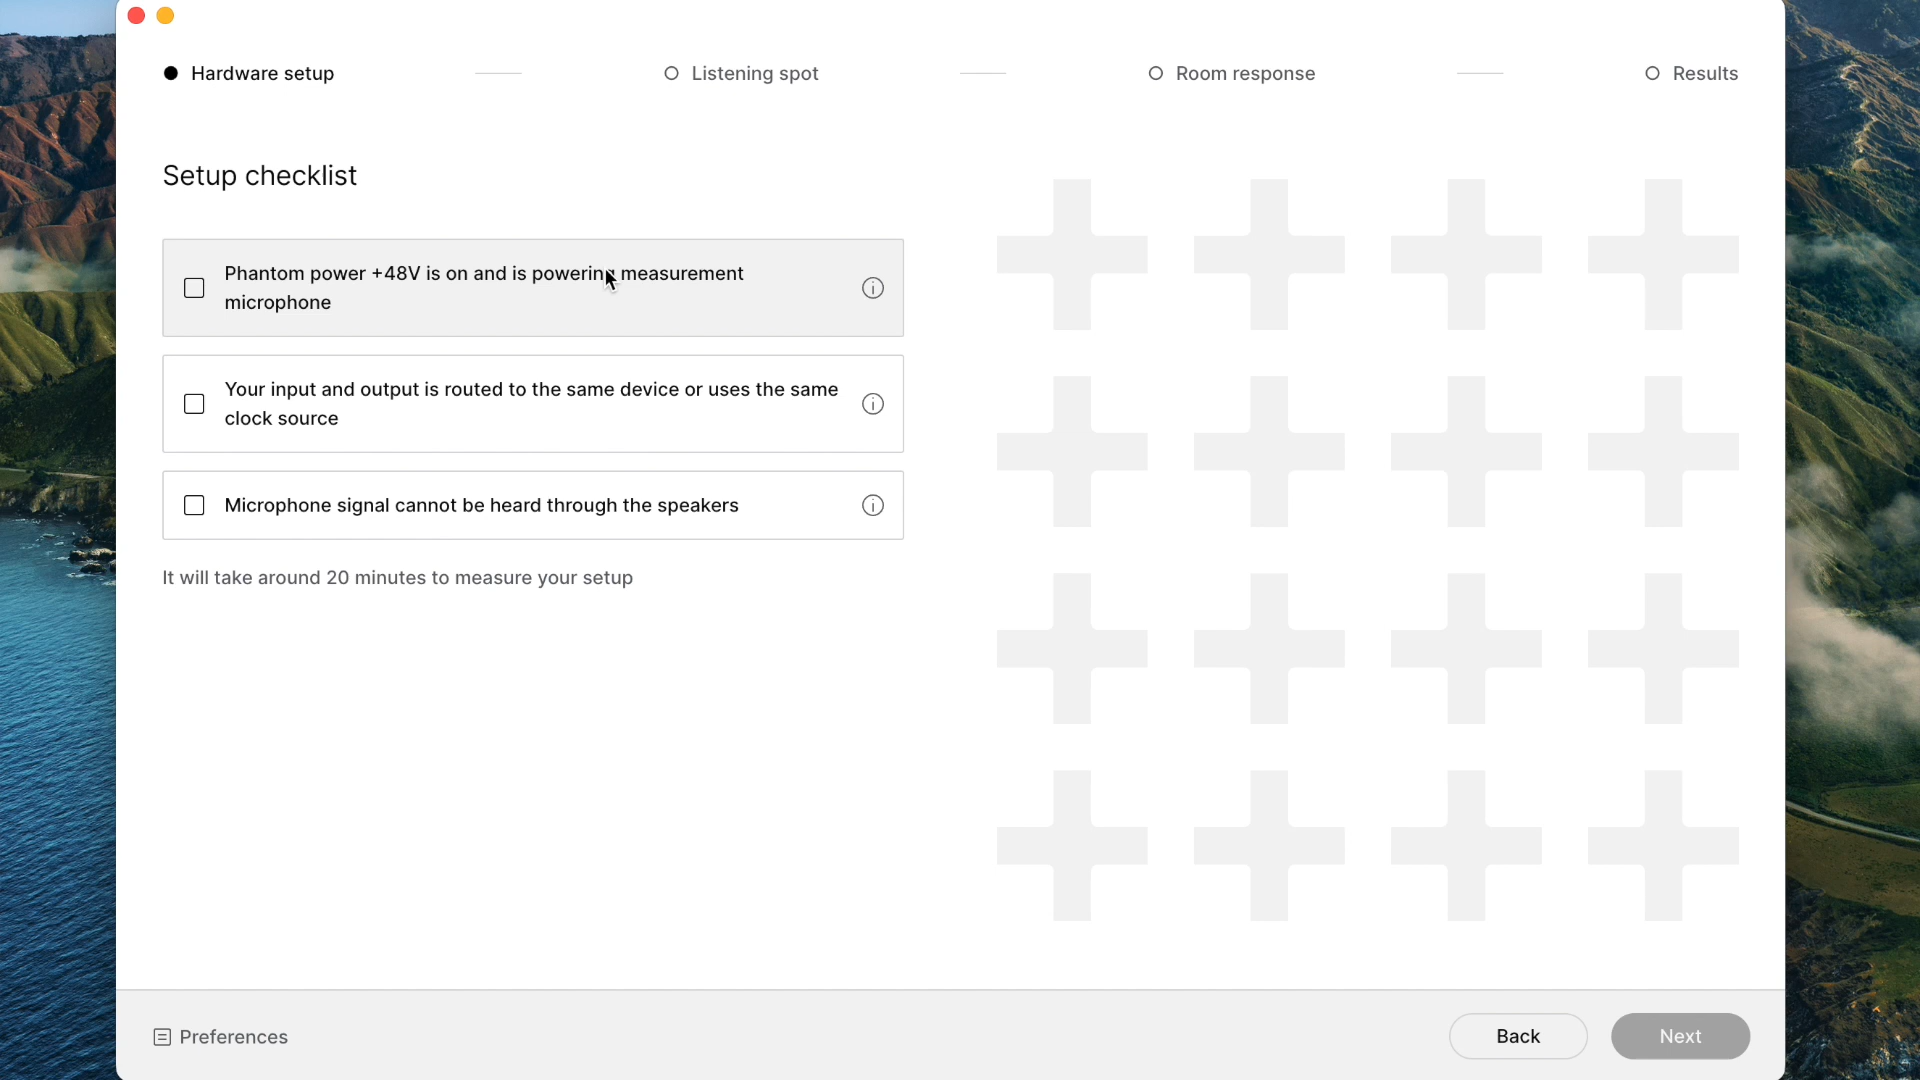 Hardware setup
Listening spot
Room response
Results
Setup checklist
Phantom power +48V is on and is powering measurement
microphone
Your input and output is routed to the same device or uses the same
clock source
Microphone signal cannot be heard through the speakers
It will take around 20 minutes to measure your setup
Preferences
Back
Next